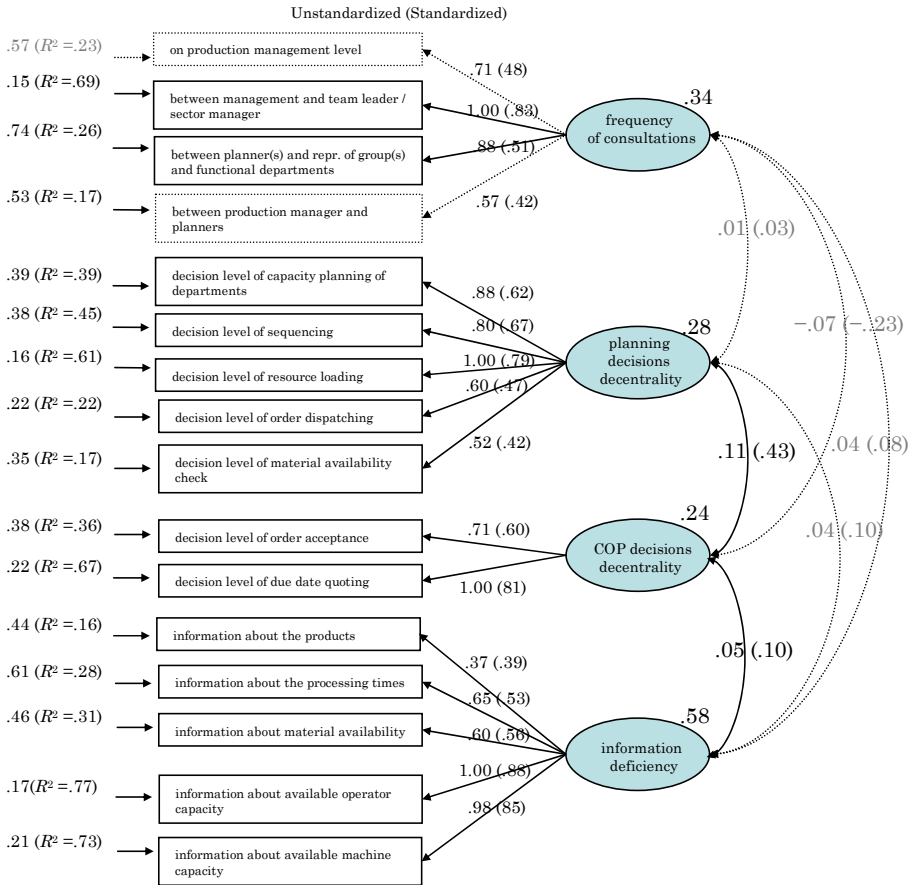 Unstandardized (Standardized)
.57 (R² =.23)
on production management level
.71 (48)
.15 (R² =.69)
between management and team leader /
sector manager
1.00 (.83)
.34
frequency
of consultations
.74 (R² =.26)
between planner(s) and repr. of group(s)
and functional departments
.88 (.51)
.53 (R² =.17)
between production manager and
planners
.57 (.42)
.01 (.03)
.39 (R² =.39)
decision level of capacity planning of
departments
.88 (.62)
.38 (R² =.45)
decision level of sequencing
.80 (.67)
.28
planning
decisions
decentrality
−.07 (−.23)
.16 (R² =.61)
decision level of resource loading
1.00 (.79)
.22 (R² =.22)
decision level of order dispatching
.60 (.47)
.35 (R² =.17)
decision level of material availability
check
.52 (.42)
.11 (.43)
.04 (.08)
.38 (R² =.36)
decision level of order acceptance
.71 (.60)
.24
COP decisions
decentrality
.04 (.10)
.22 (R² =.67)
decision level of due date quoting
1.00 (81)
.44 (R² =.16)
information about the products
.37 (.39)
.05 (.10)
.61 (R² =.28)
information about the processing times
.65 (.53)
.46 (R² =.31)
information about material availability
.60 (.56)
.58
information
deficiency
.17(R² =.77)
information about available operator
capacity
1.00 (.88)
.21 (R² =.73)
information about available machine
capacity
.98 (85)